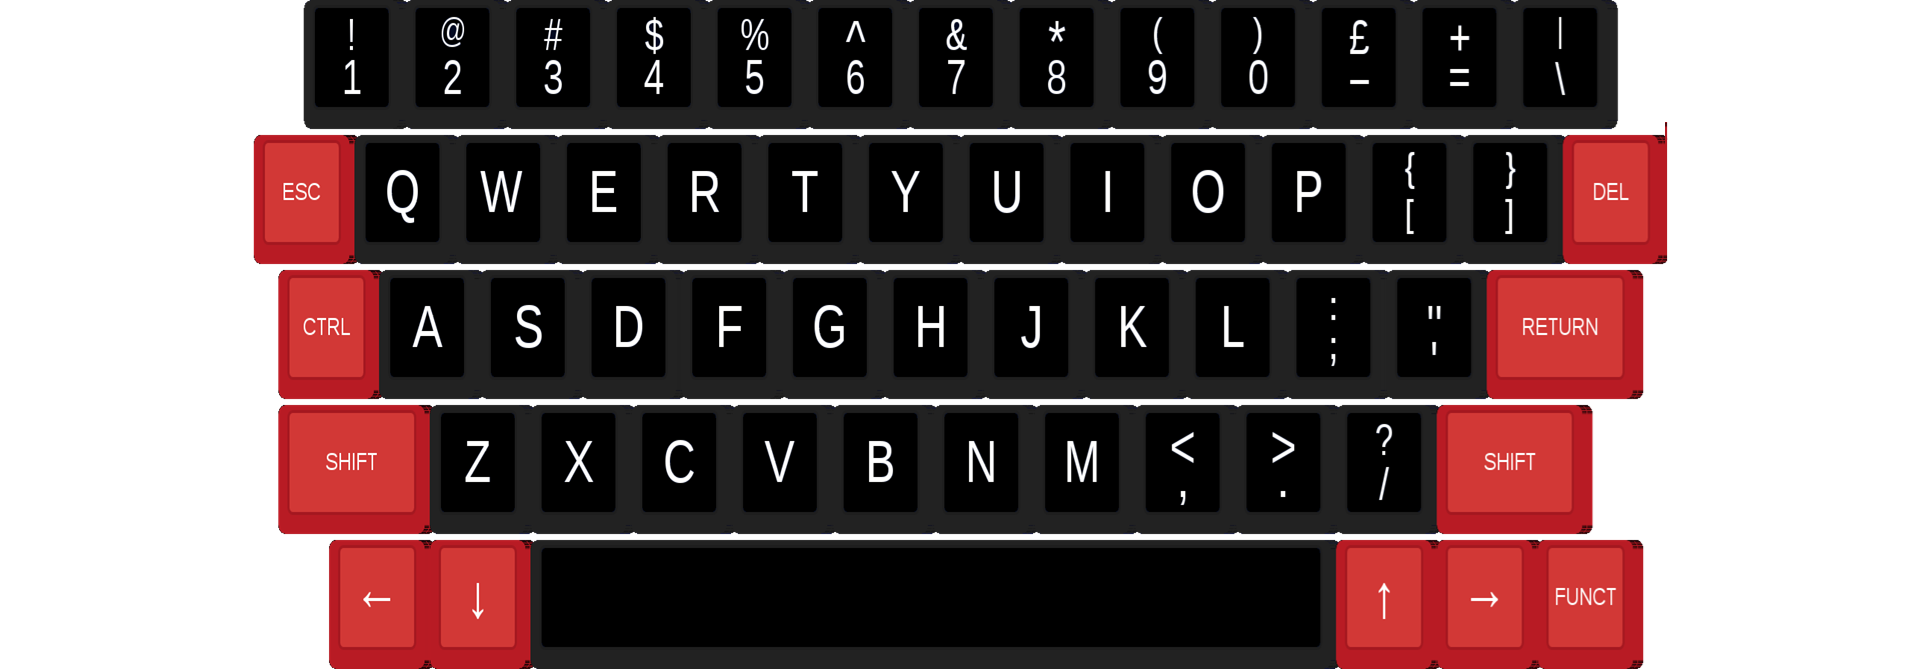 ! @ # $ % ^ & * ( ) £ + |
1 2 3 4 5 6 7 8 9 0 – = \
ESC Q W E R T Y U I O P { } DEL
[ ]
CTRL A S D F G H J K L : " RETURN
; '
SHIFT Z X C V B N M < > ? SHIFT
, . /
← ↓ ↑ → FUNCT